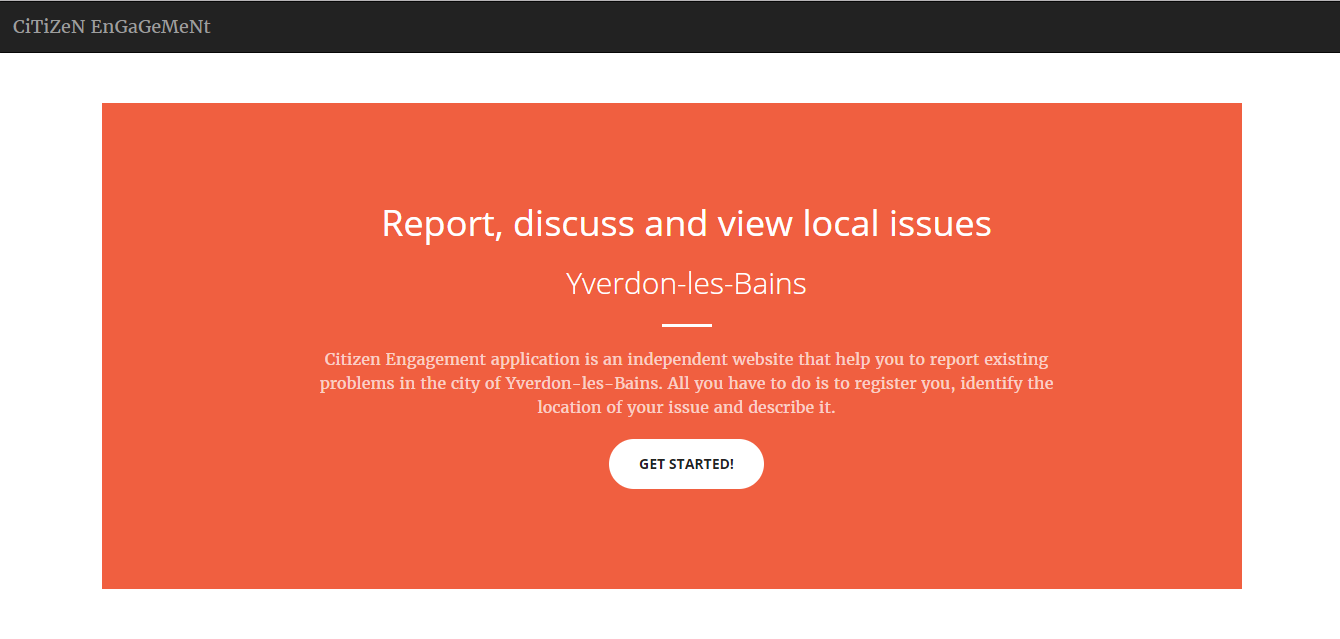 CiTiZeN EnGaGeMeNt
Report, discuss and view local issues
Yverdon-les-Bains
Citizen Engagement application is an independent website that help you to report existing
problems in the city of Yverdon-les-Bains. All you have to do is to register you, identify the
location of your issue and describe it.
GET STARTED!